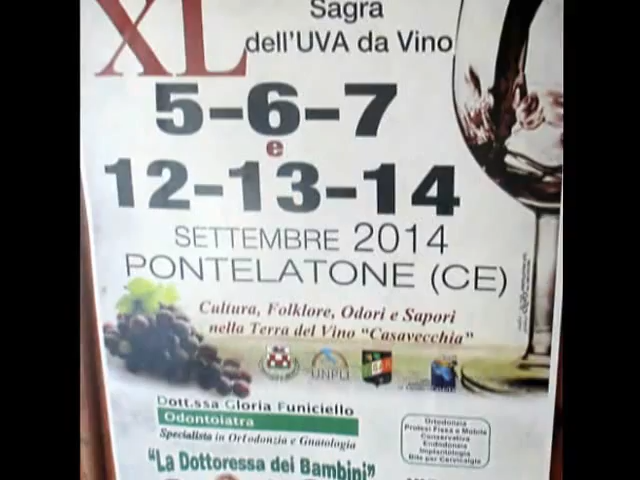 XL Sagra
dell'UVA da Vino
5-6-7
e
12-13-14
SETTEMBRE 2014
PONTELATONE (CE)
Cultura, Folklore, Odori e Sapori
nella Terra del Vino "Casavecchia"
UNPLI
Dott.ssa Gloria Funiciello
Odontoiatra
Specialista in Ortodonzia e Gnatologia
"La Dottoressa dei Bambini"
Ortodonzia
Protesi Fissa e Mobile
Conservativa
Endodonzia
Implantologia
Bite per Cervicalgia